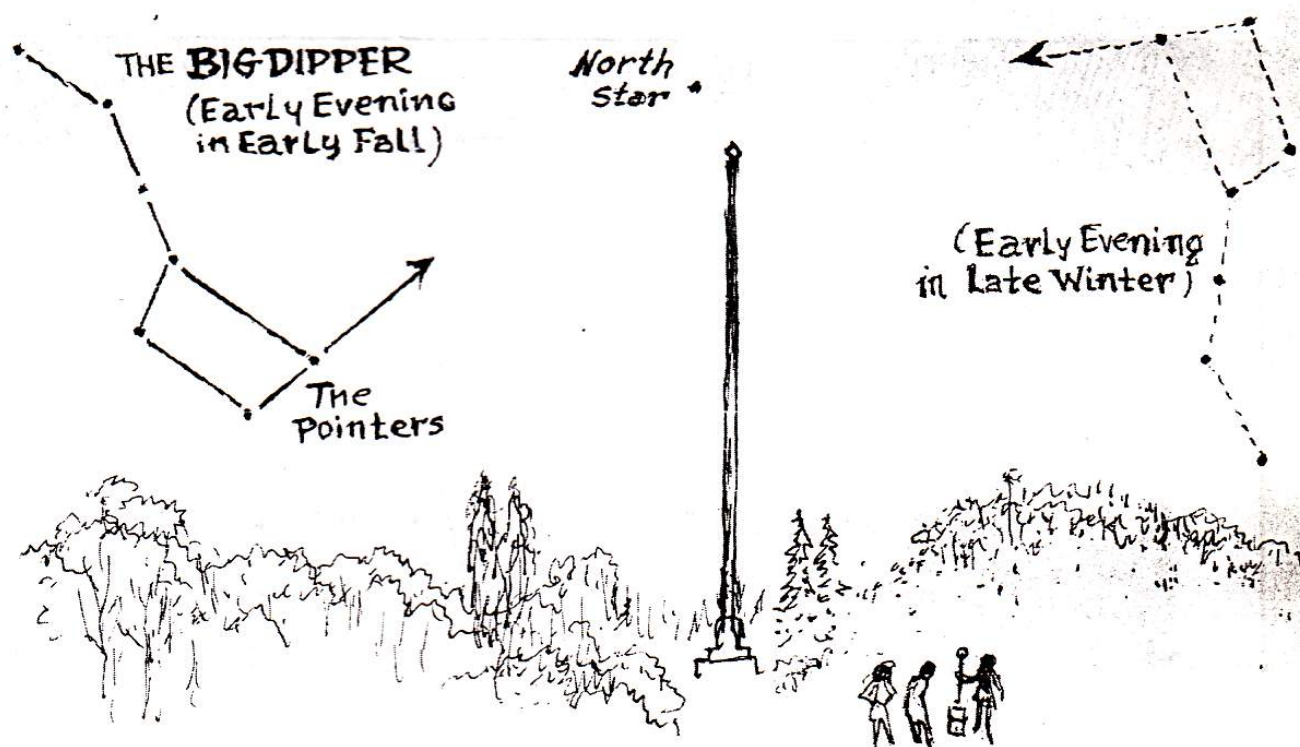 THE BIG DIPPER
(Early Evening
in Early Fall)
North
Star
(Early Evening
in Late Winter)
The
Pointers